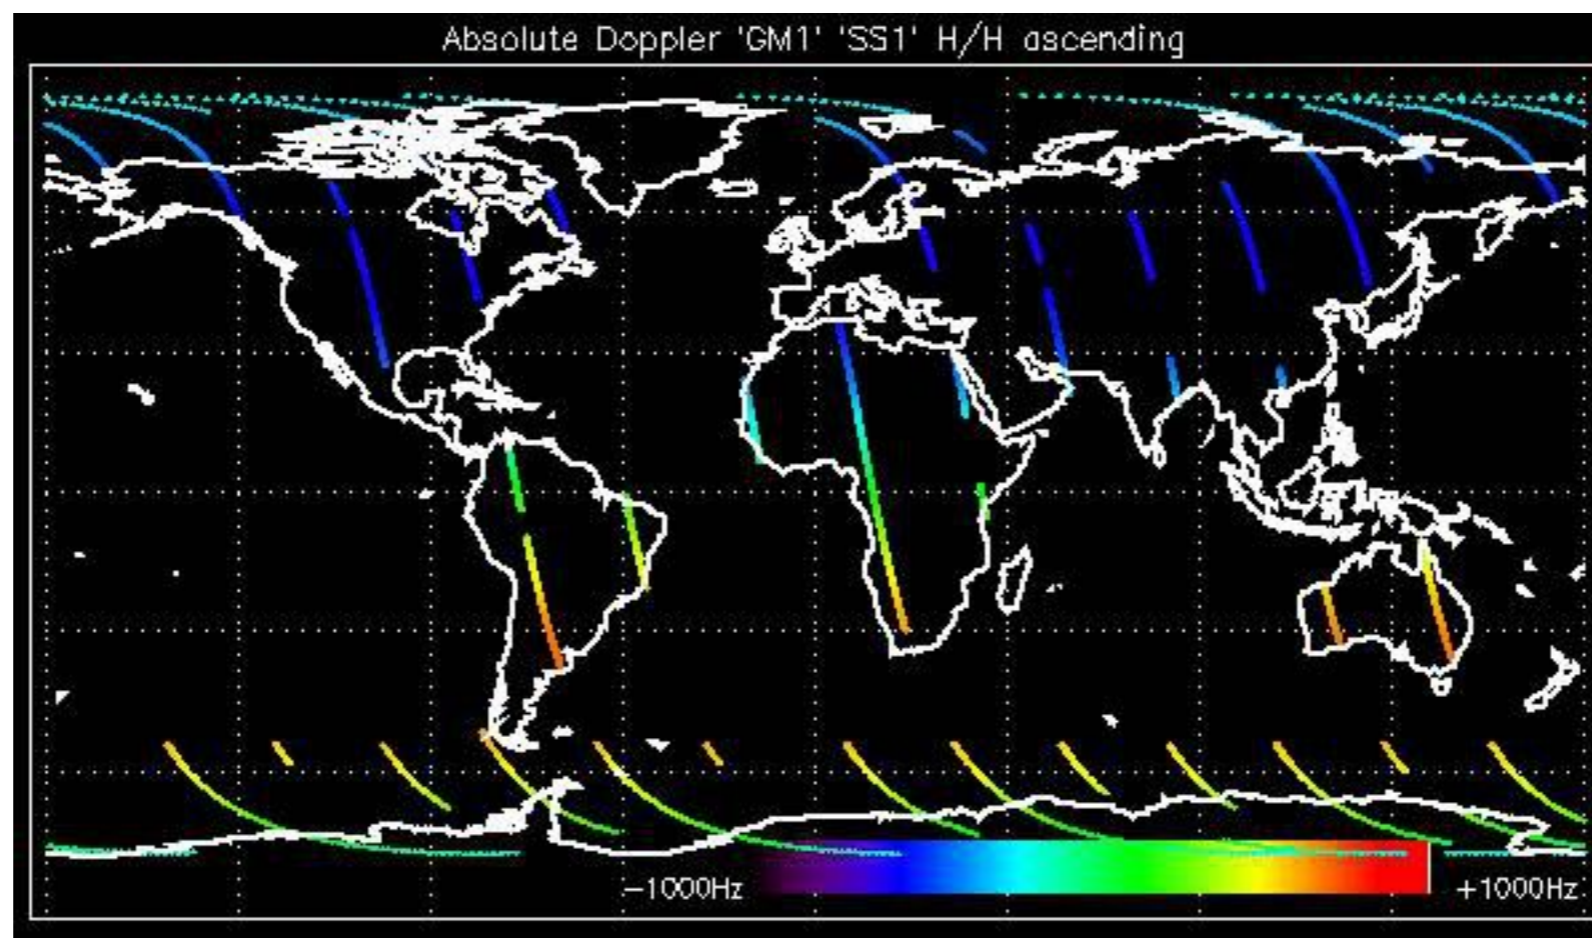 Absolute Doppler 'GM1' 'SS1' H/H ascending
-1000Hz
+1000Hz